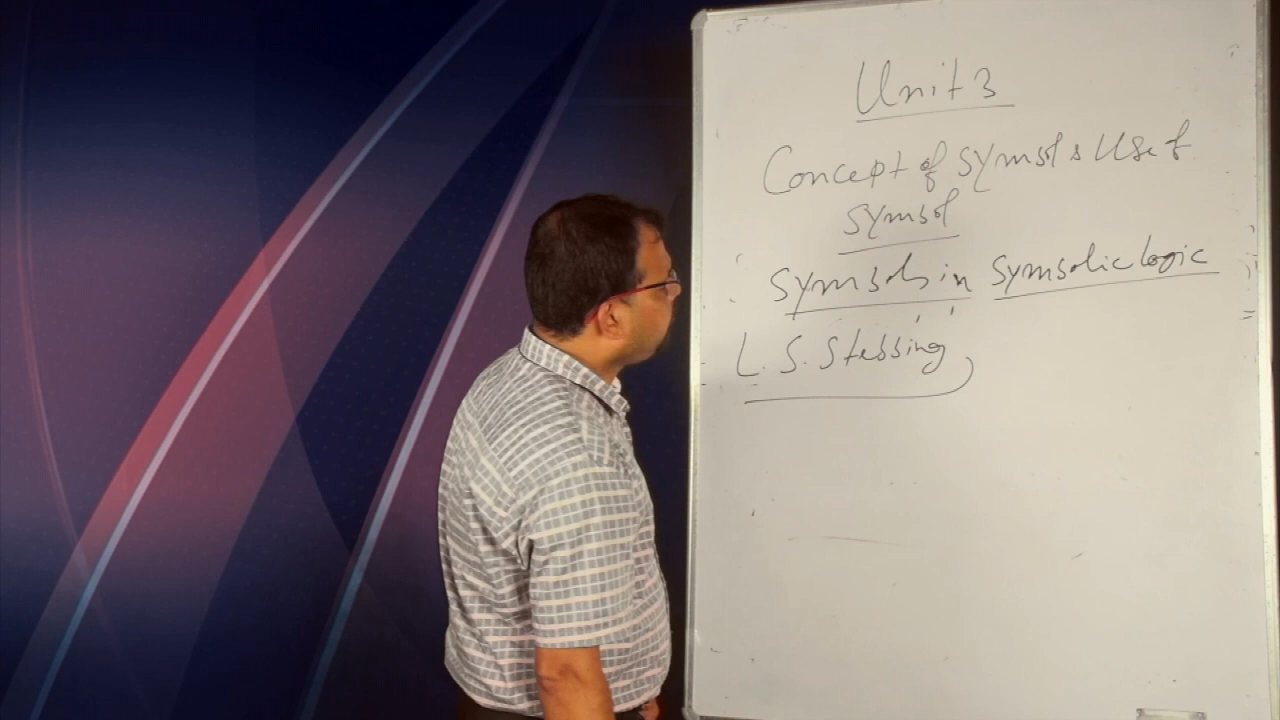 Unit 3
Concept of symbol & Use of
symbol
symbols in symbolic logic
L. S. Stebbing